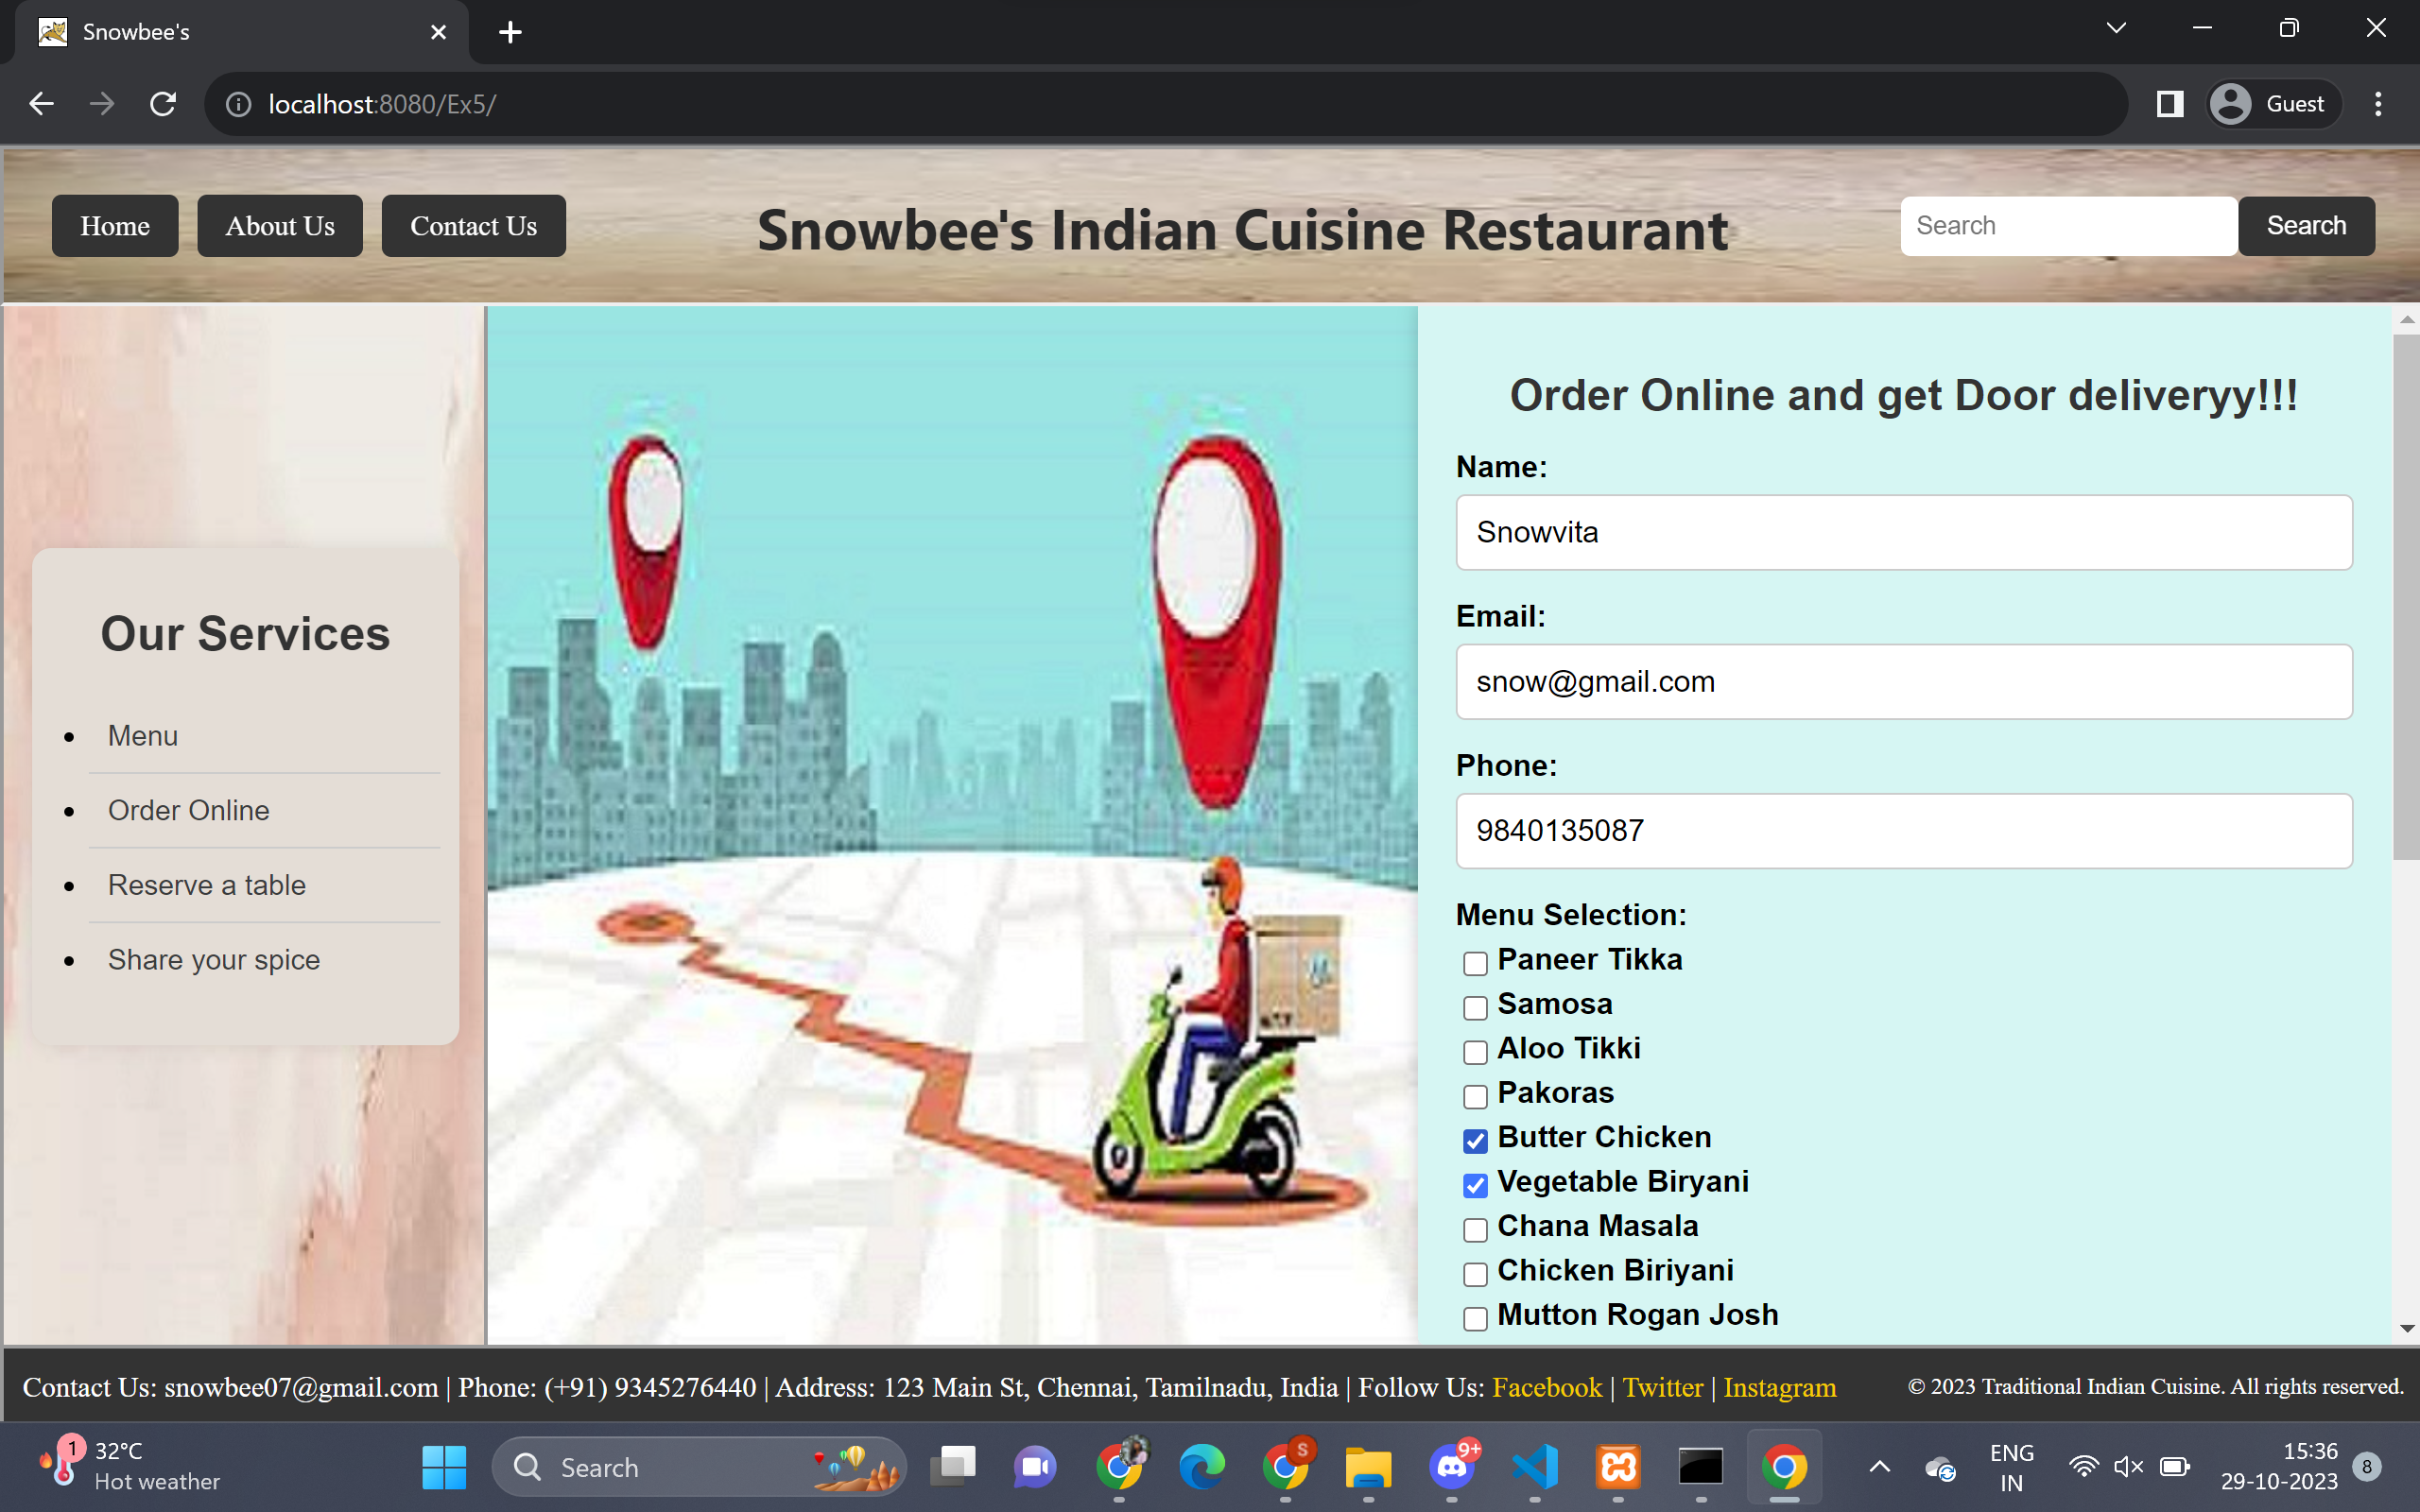 Snowbee's
localhost:8080/Ex5/
Guest
Home
About Us
Contact Us
Snowbee's Indian Cuisine Restaurant
Search
Search
Our Services
Menu
Order Online
Reserve a table
Share your spice
Order Online and get Door deliveryy!!!
Name:
Snowvita
Email:
snow@gmail.com
Phone:
9840135087
Menu Selection:
Paneer Tikka
Samosa
Aloo Tikki
Pakoras
Butter Chicken
Vegetable Biryani
Chana Masala
Chicken Biriyani
Mutton Rogan Josh
Contact Us: snowbee07@gmail.com | Phone: (+91) 9345276440 | Address: 123 Main St, Chennai, Tamilnadu, India | Follow Us: Facebook | Twitter | Instagram
© 2023 Traditional Indian Cuisine. All rights reserved.
1
32°C
Hot weather
Search
S
9+
ENG
IN
15:36
29-10-2023
8